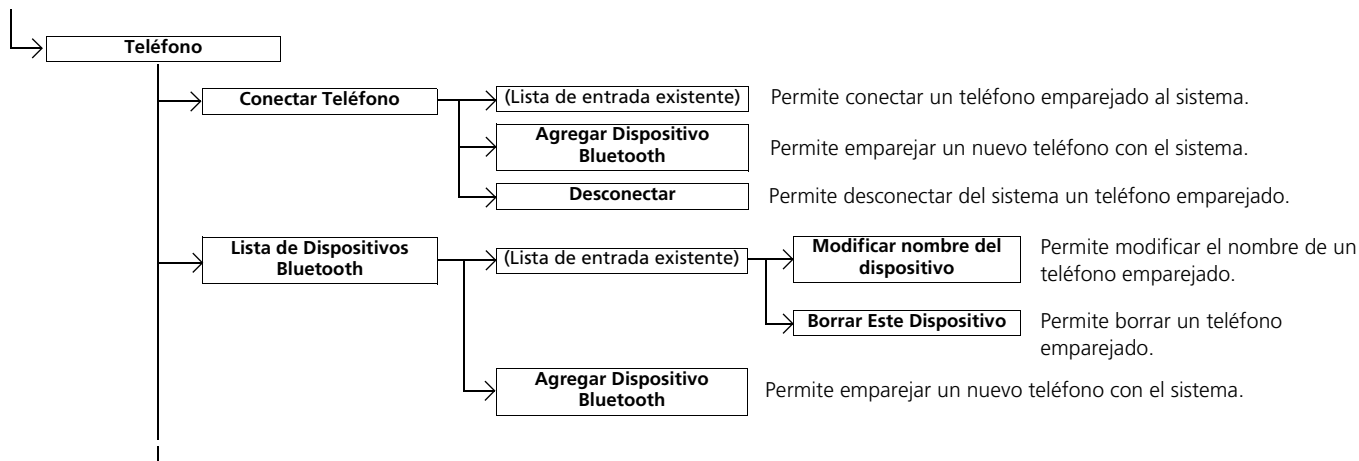 Teléfono
Conectar Teléfono
(Lista de entrada existente)
Permite conectar un teléfono emparejado al sistema.
Agregar Dispositivo
Bluetooth
Permite emparejar un nuevo teléfono con el sistema.
Desconectar
Permite desconectar del sistema un teléfono emparejado.
Lista de Dispositivos
Bluetooth
(Lista de entrada existente)
Modificar nombre del
dispositivo
Permite modificar el nombre de un
teléfono emparejado.
Borrar Este Dispositivo
Permite borrar un teléfono
emparejado.
Agregar Dispositivo
Bluetooth
Permite emparejar un nuevo teléfono con el sistema.